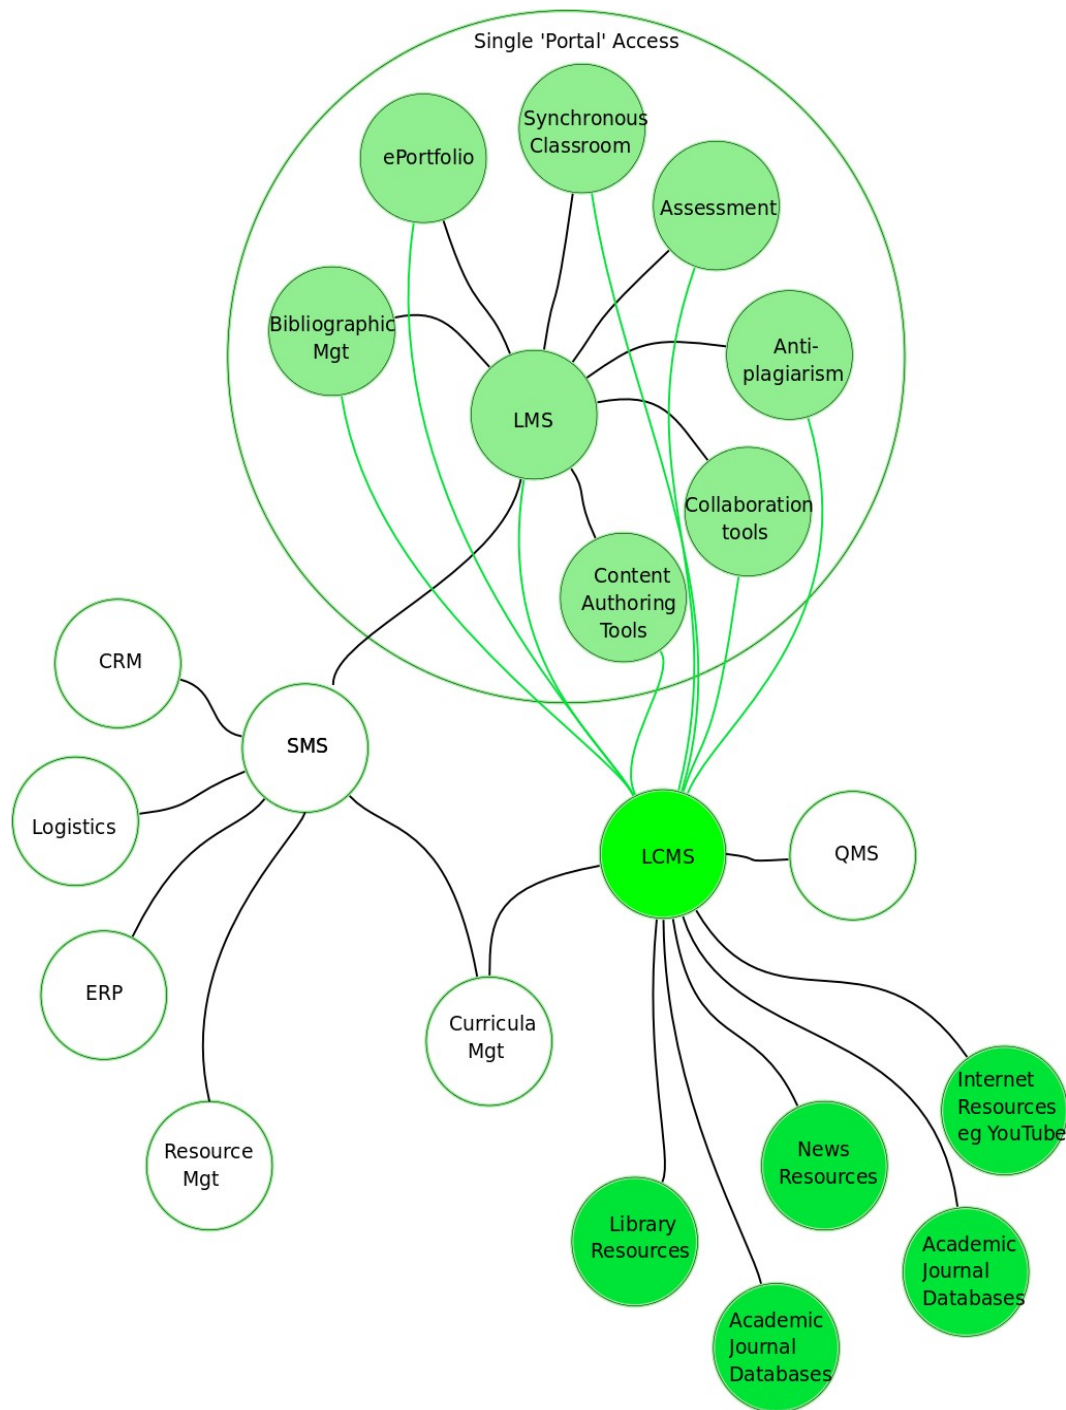 Single 'Portal' Access
Synchronous
Classroom
ePortfolio
Assessment
Bibliographic
Mgt
Anti-
plagiarism
LMS
Collaboration
tools
Content
Authoring
Tools
CRM
SMS
Logistics
LCMS
QMS
ERP
Curricula
Mgt
Resource
Mgt
Internet
Resources
eg YouTube
News
Resources
Library
Resources
Academic
Journal
Databases
Academic
Journal
Databases